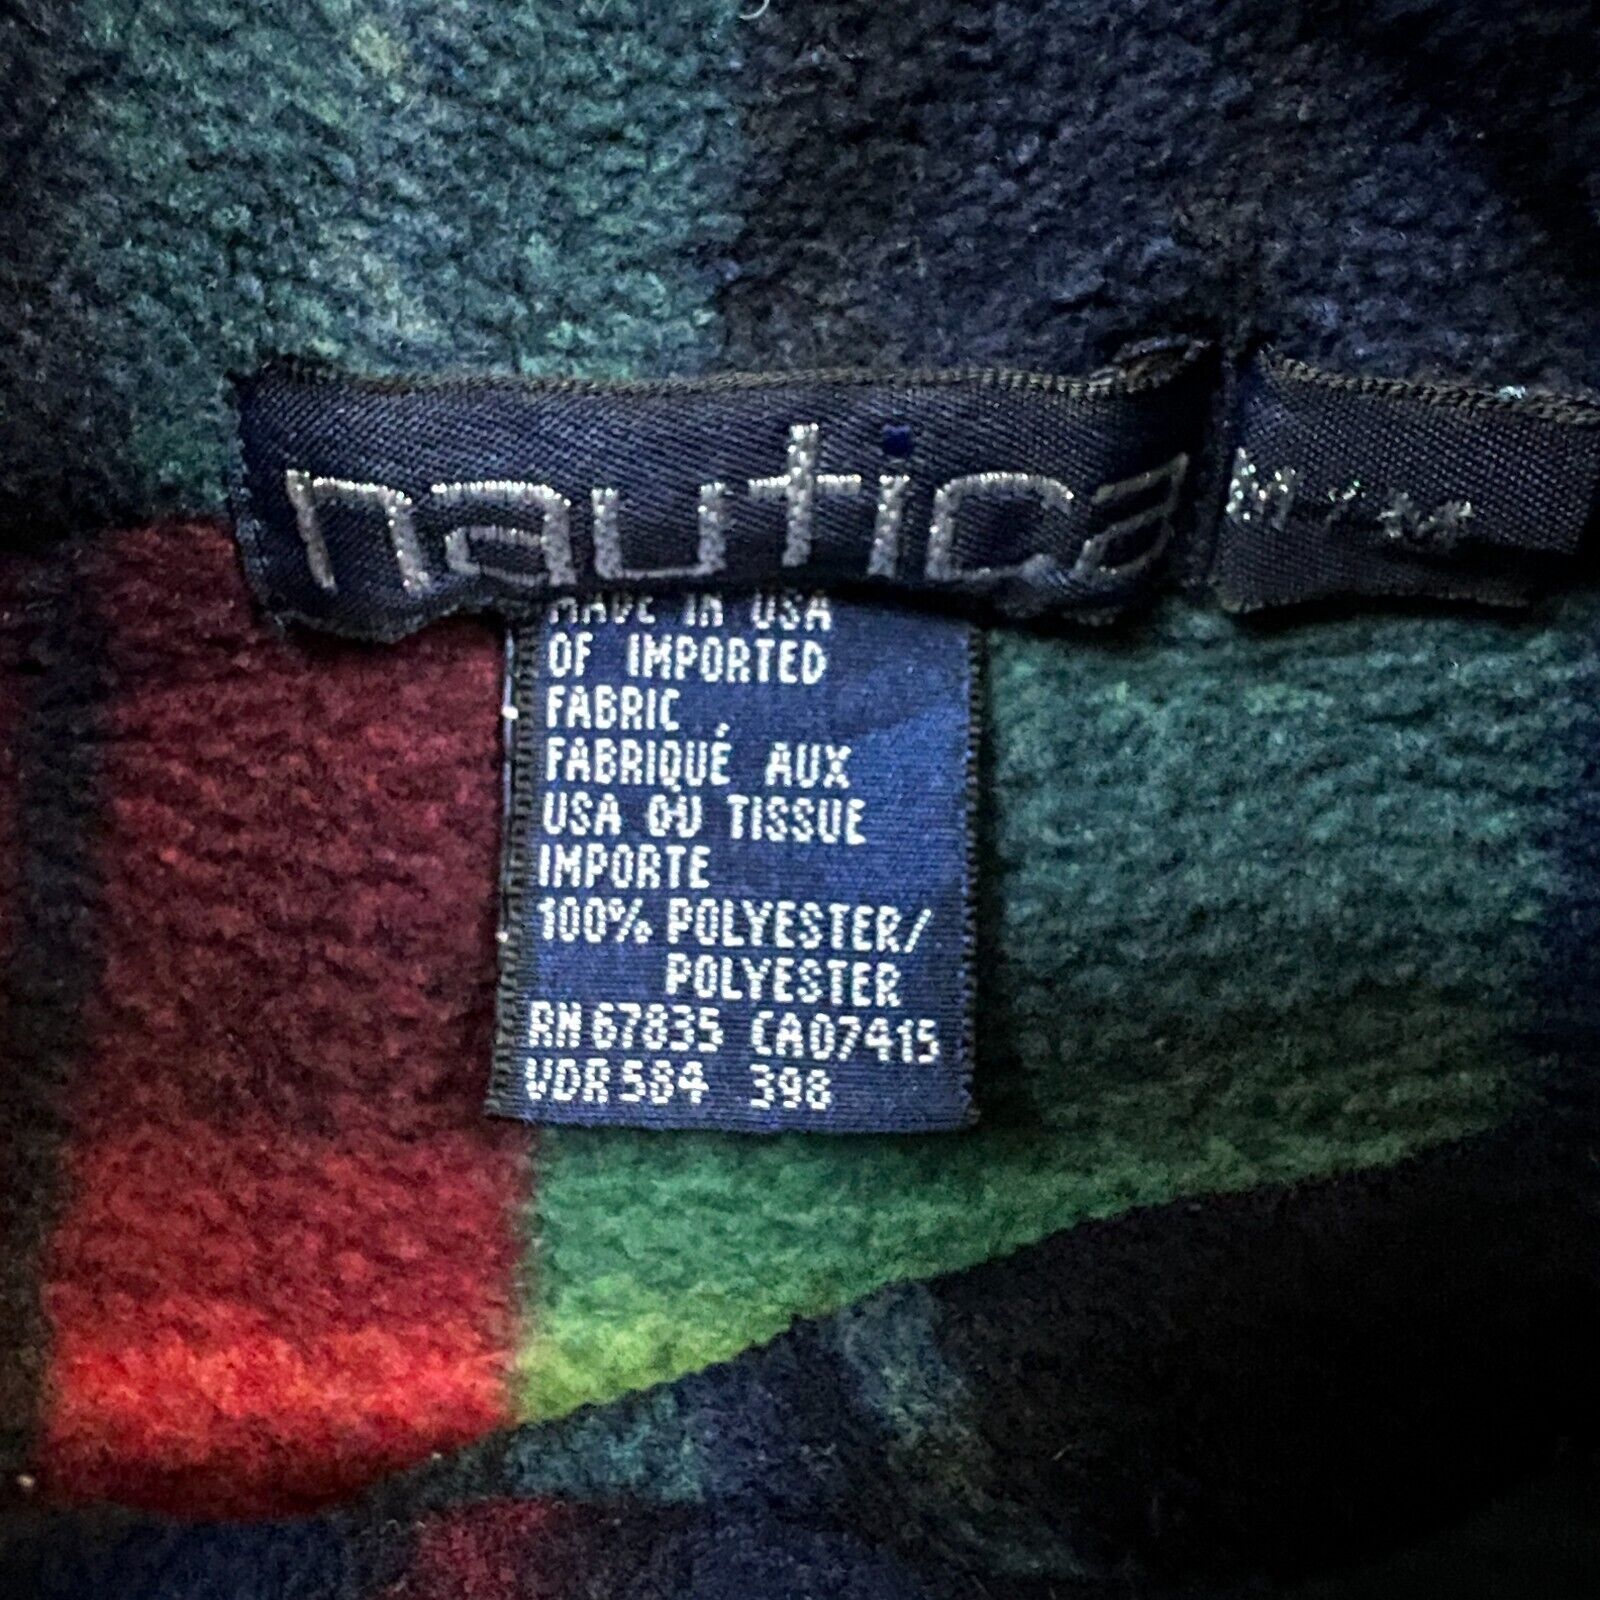 nautica
M / M
MADE IN USA
OF IMPORTED
FABRIC
FABRIQUÉ AUX
USA OÙ TISSUE
IMPORTE
100% POLYESTER/
POLYESTER
RN 67835 CA07415
VDR 584 398